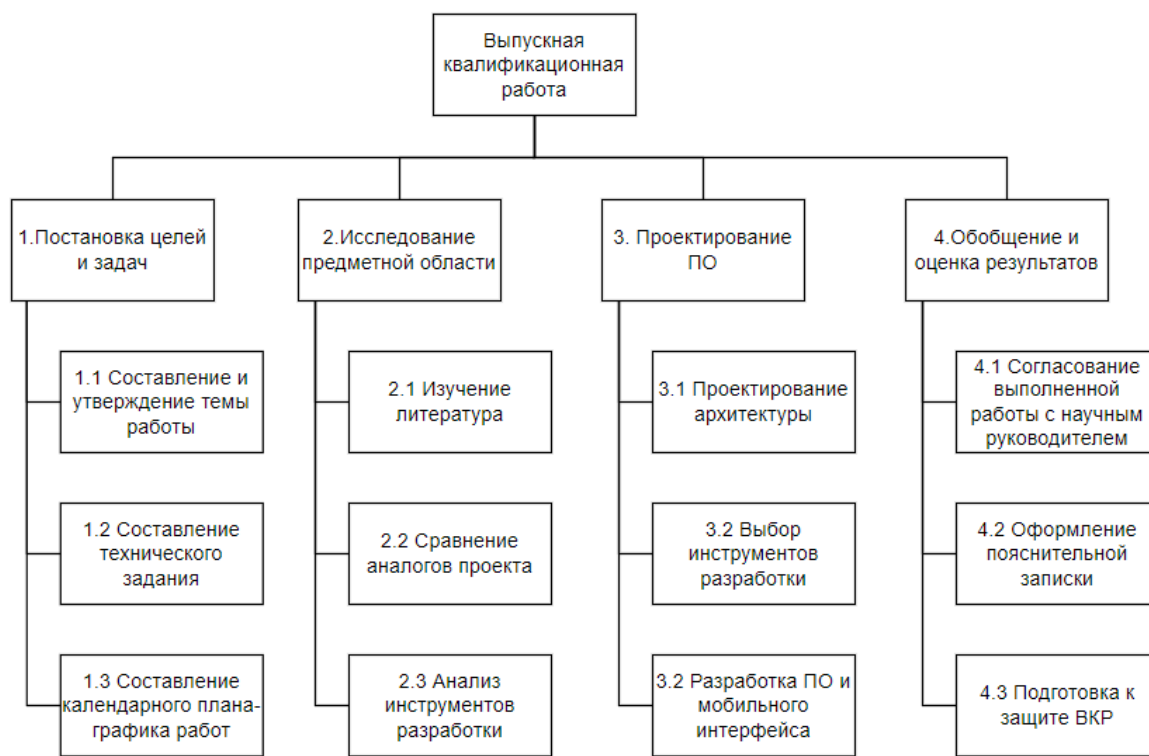 Выпускная
квалификационная
работа
1.Постановка целей
и задач
2.Исследование
предметной области
3. Проектирование
ПО
4.Обобщение и
оценка результатов
1.1 Составление и
утверждение темы
работы
2.1 Изучение
литература
3.1 Проектирование
архитектуры
4.1 Согласование
выполненной
работы с научным
руководителем
1.2 Составление
технического
задания
2.2 Сравнение
аналогов проекта
3.2 Выбор
инструментов
разработки
4.2 Оформление
пояснительной
записки
1.3 Составление
календарного плана-
графика работ
2.3 Анализ
инструментов
разработки
3.2 Разработка ПО и
мобильного
интерфейса
4.3 Подготовка к
защите ВКР